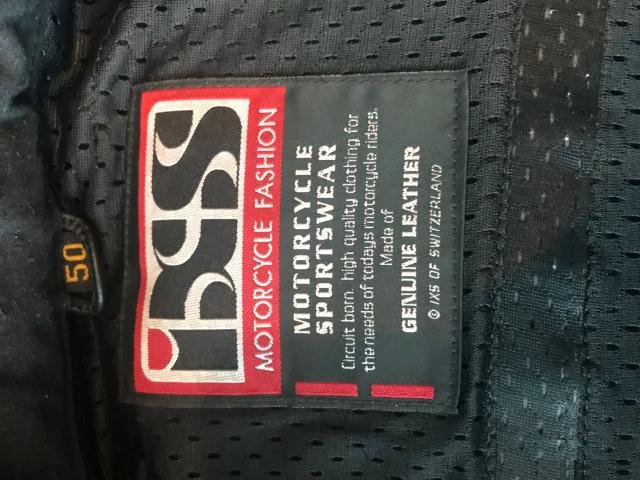 ixs
MOTORCYCLE FASHION
MOTORCYCLE
SPORTSWEAR
Circuit born, high quality clothing for
the needs of todays motorcycle riders.
Made of
GENUINE LEATHER
© IXS OF SWITZERLAND
50